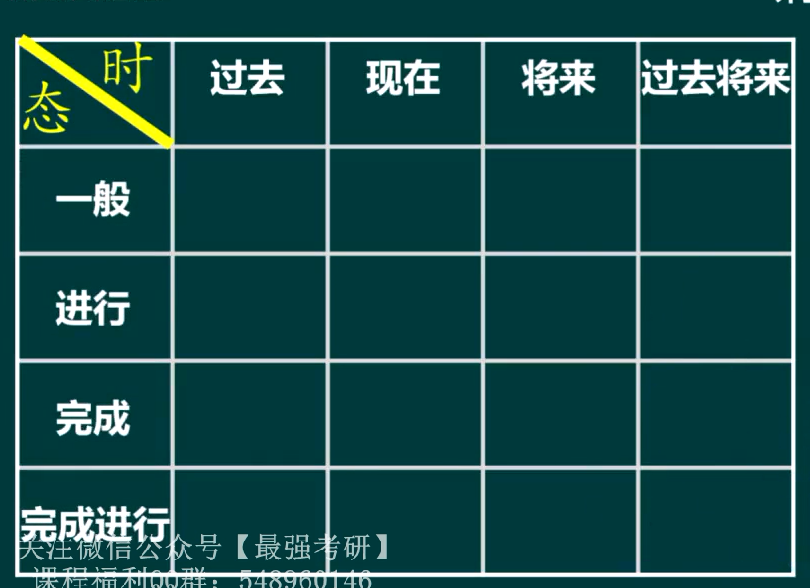 时
态
过去 现在 将来 过去将来
一般
进行
完成
完成进行
关注微信公众号【最强考研】
课程福利QQ群：548960146